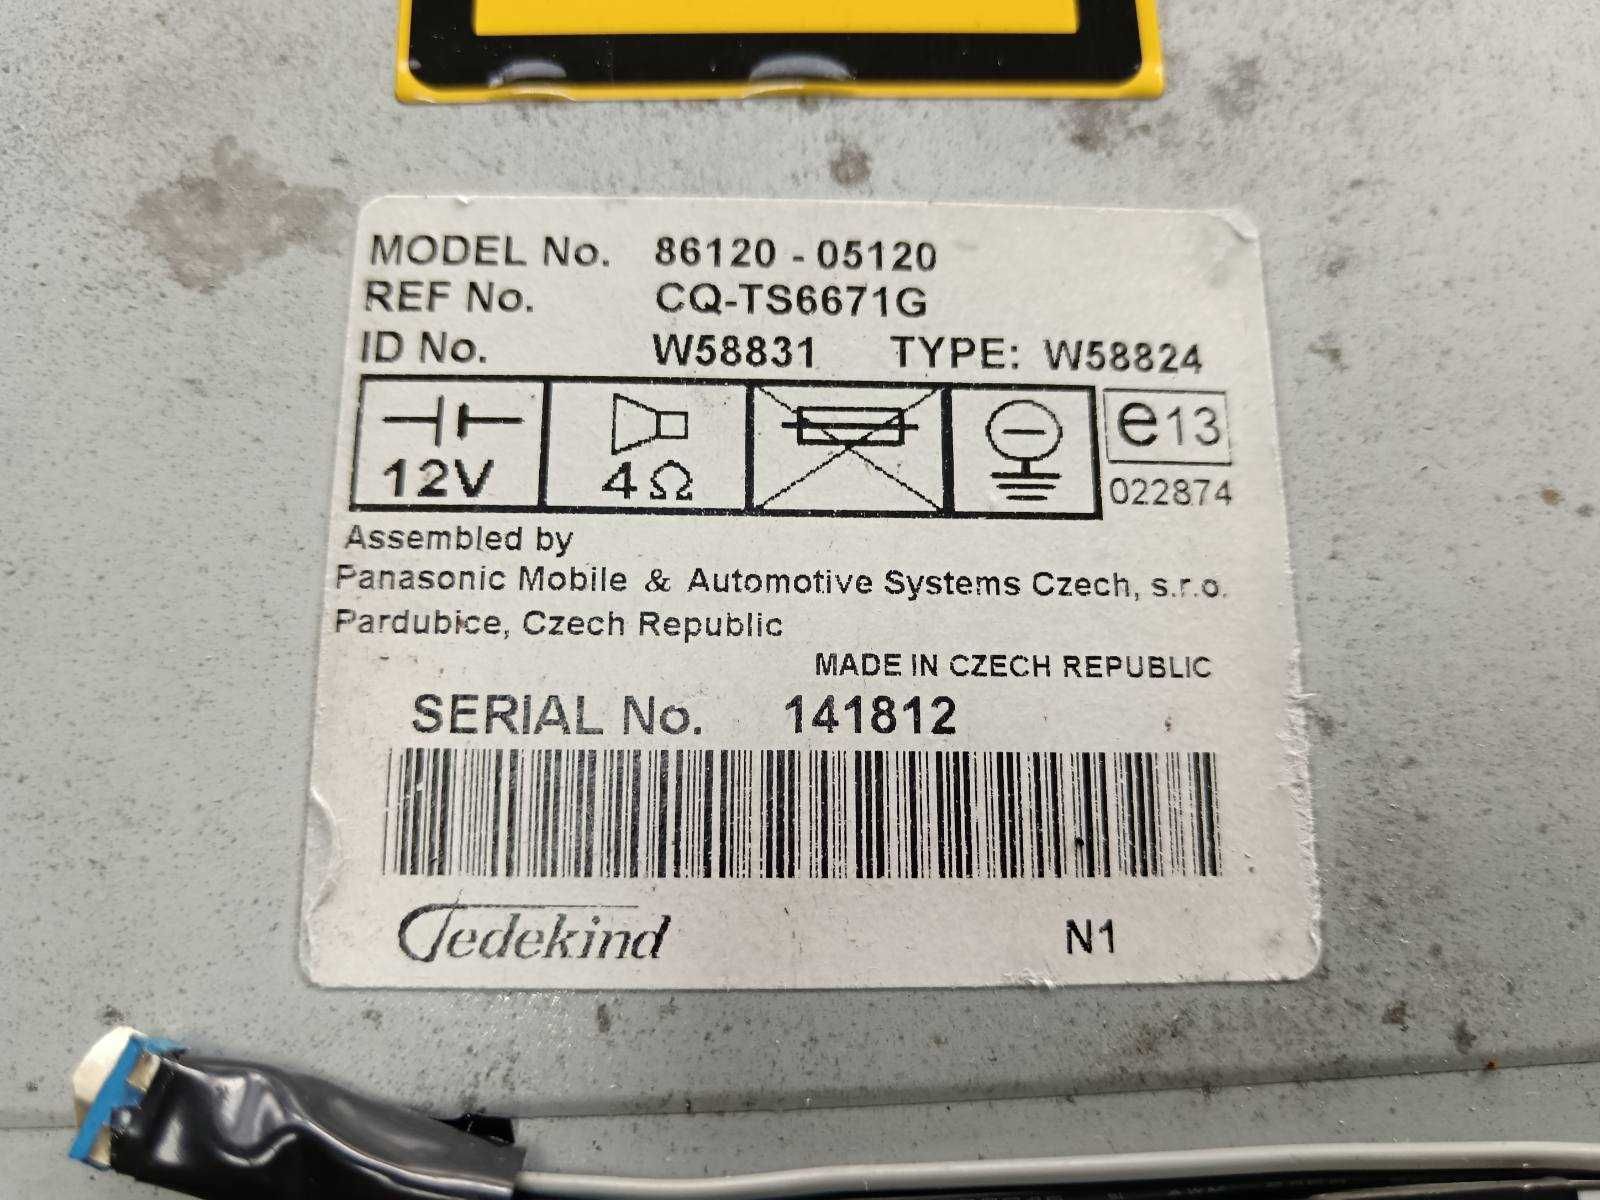 MODEL No. 86120 - 05120
REF No. CQ-TS6671G
ID No. W58831 TYPE: W58824
12V 4Ω e13
022874
Assembled by
Panasonic Mobile & Automotive Systems Czech, s.r.o.
Pardubice, Czech Republic
MADE IN CZECH REPUBLIC
SERIAL No. 141812
Jedekind N1